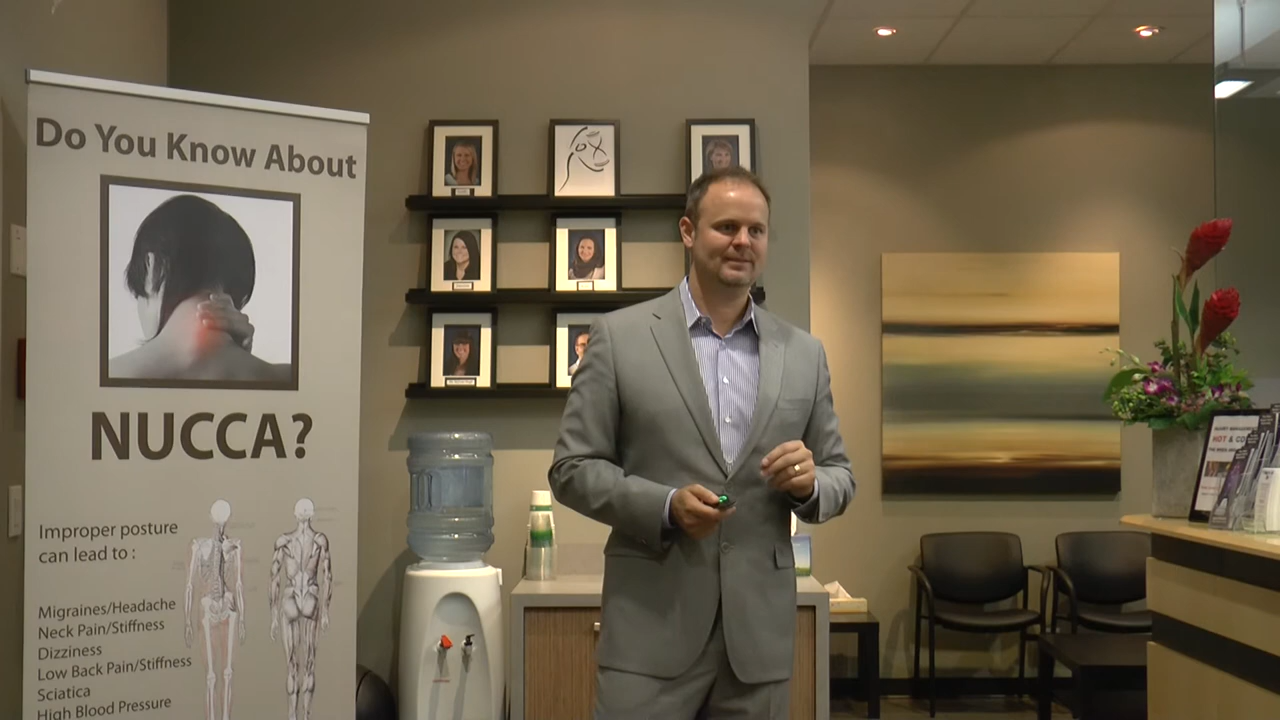 Do You Know About
NUCCA?
Improper posture
can lead to :
Migraines/Headache
Neck Pain/Stiffness
Dizziness
Low Back Pain/Stiffness
Sciatica
High Blood Pressure
HOT & CO